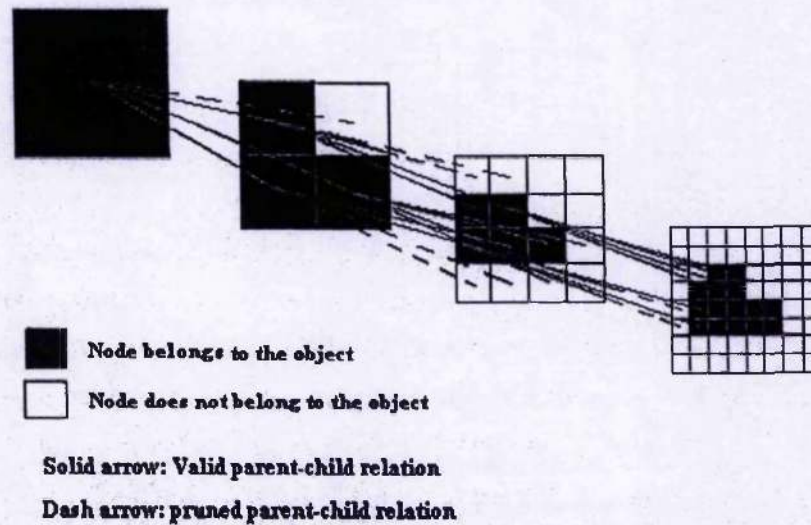 Node belongs to the object
Node does not belong to the object
Solid arrow: Valid parent-child relation
Dash arrow: pruned parent-child relation